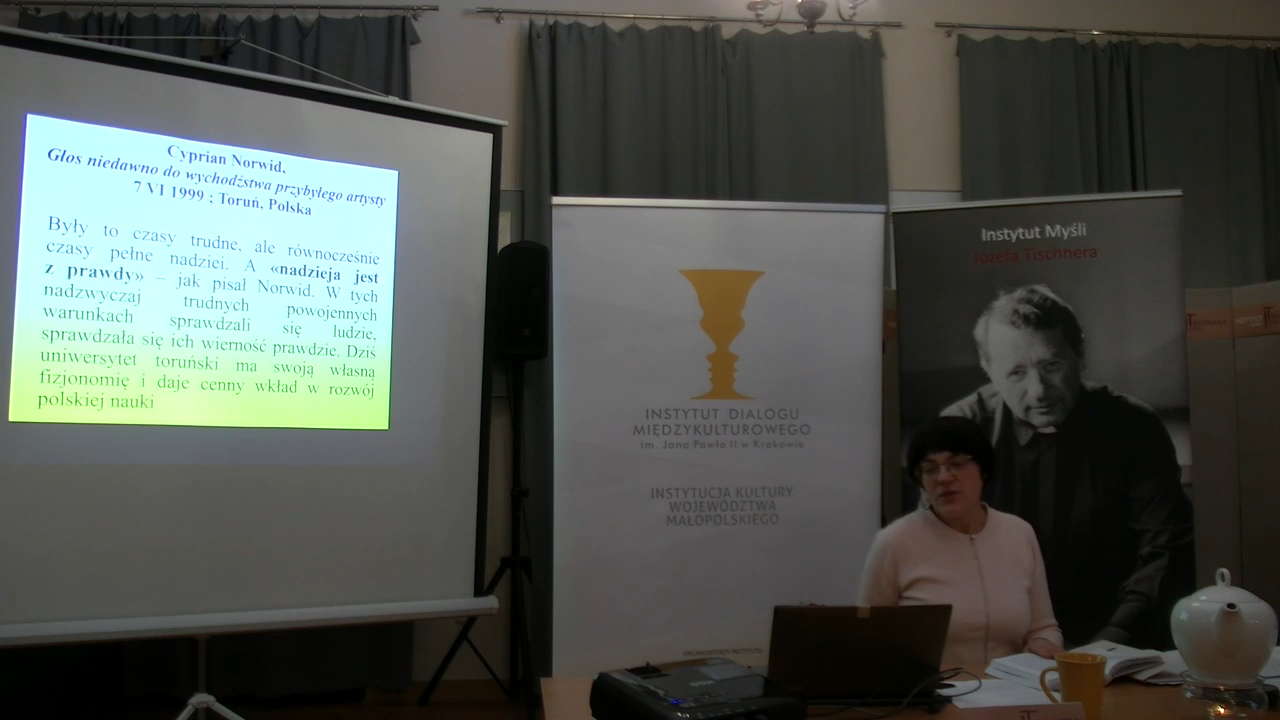 Cyprian Norwid,
Głos niedawno do wychodźstwa przybyłego artysty
7 VI 1999 ; Toruń, Polska
Były to czasy trudne, ale równocześnie
czasy pełne nadziei. A «nadzieja jest
z prawdy» – jak pisał Norwid. W tych
nadzwyczaj trudnych powojennych
warunkach sprawdzali się ludzie,
sprawdzała się ich wierność prawdzie. Dziś
uniwersytet toruński ma swoją własną
fizjonomię i daje cenny wkład w rozwój
polskiej nauki
INSTYTUT DIALOGU
MIĘDZYKULTUROWEGO
im. Jana Pawła II w Krakowie
INSTYTUCJA KULTURY
WOJEWÓDZTWA
MAŁOPOLSKIEGO
Instytut Myśli
Józefa Tischnera